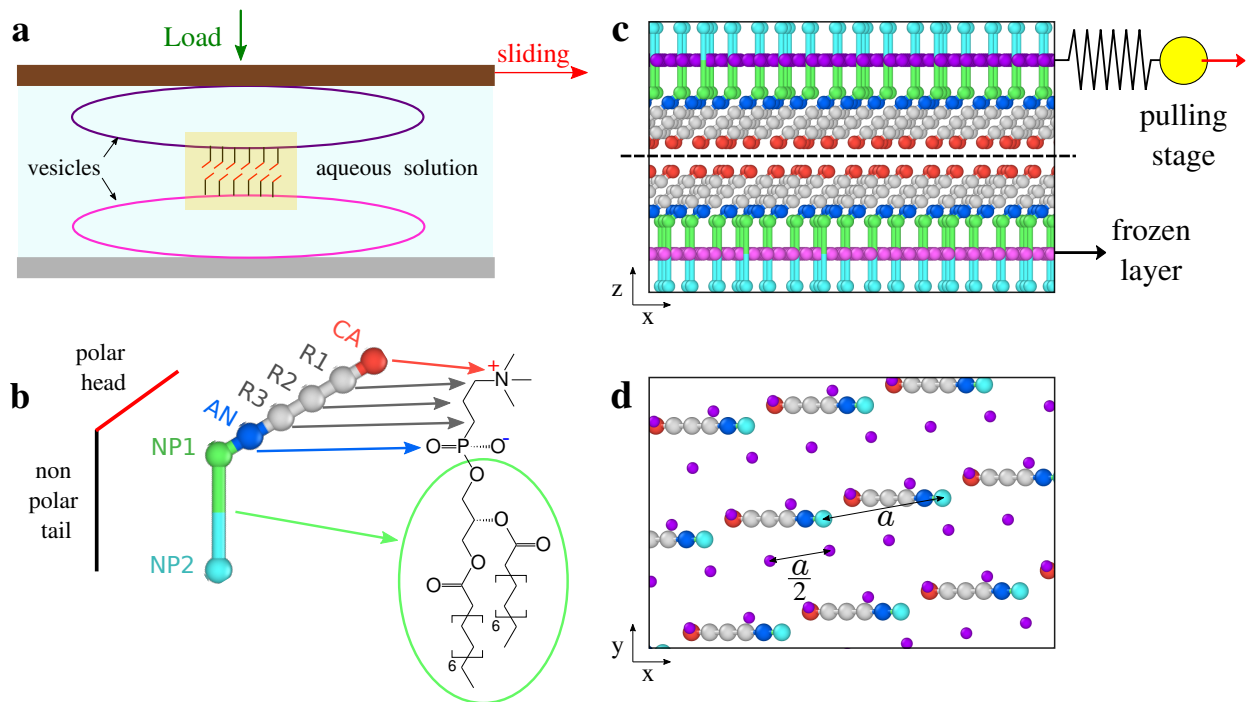 a
Load
sliding
vesicles
aqueous solution
b
polar
head
non
polar
tail
CA
R1
R2
R3
AN
NP1
NP2
+
N
O
P
O
-
O
O
O
O
O
6
6
c
pulling
stage
frozen
layer
z
x
d
a
a
2
y
x